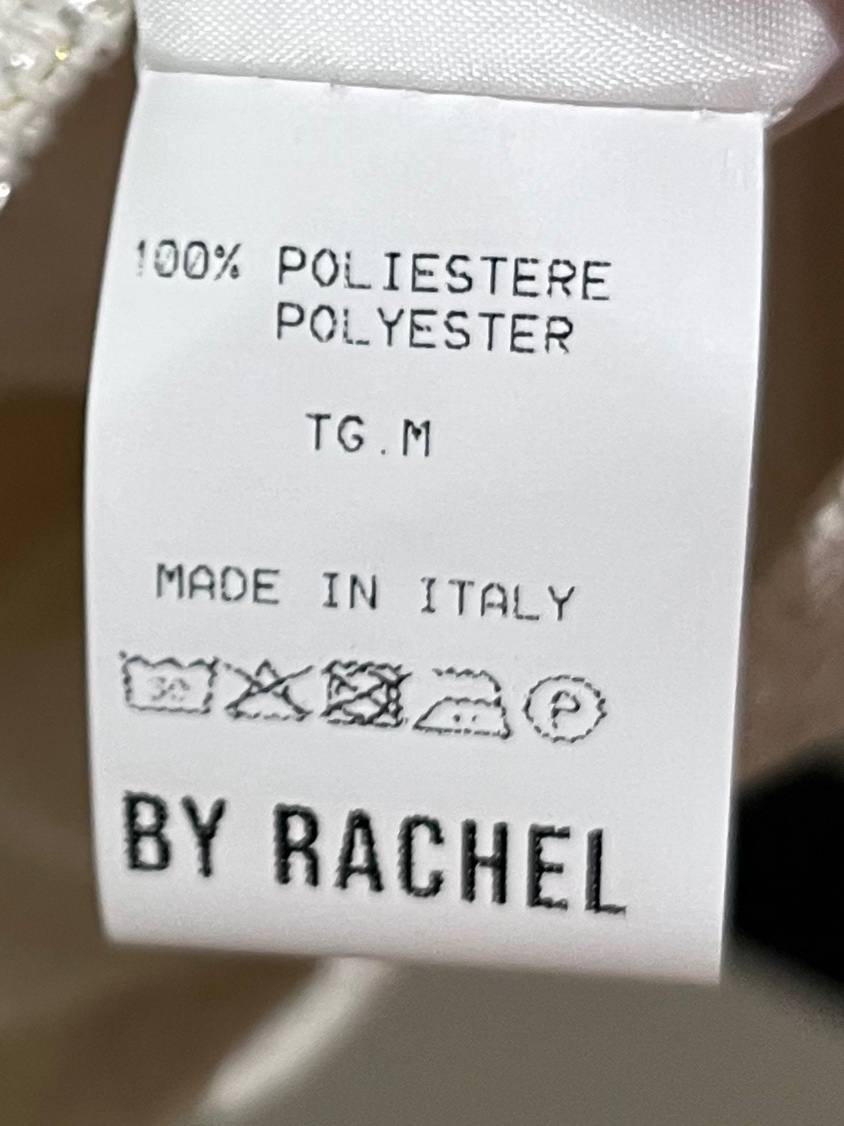 100% POLIESTERE
POLYESTER
TG.M
MADE IN ITALY
30 P
BY RACHEL